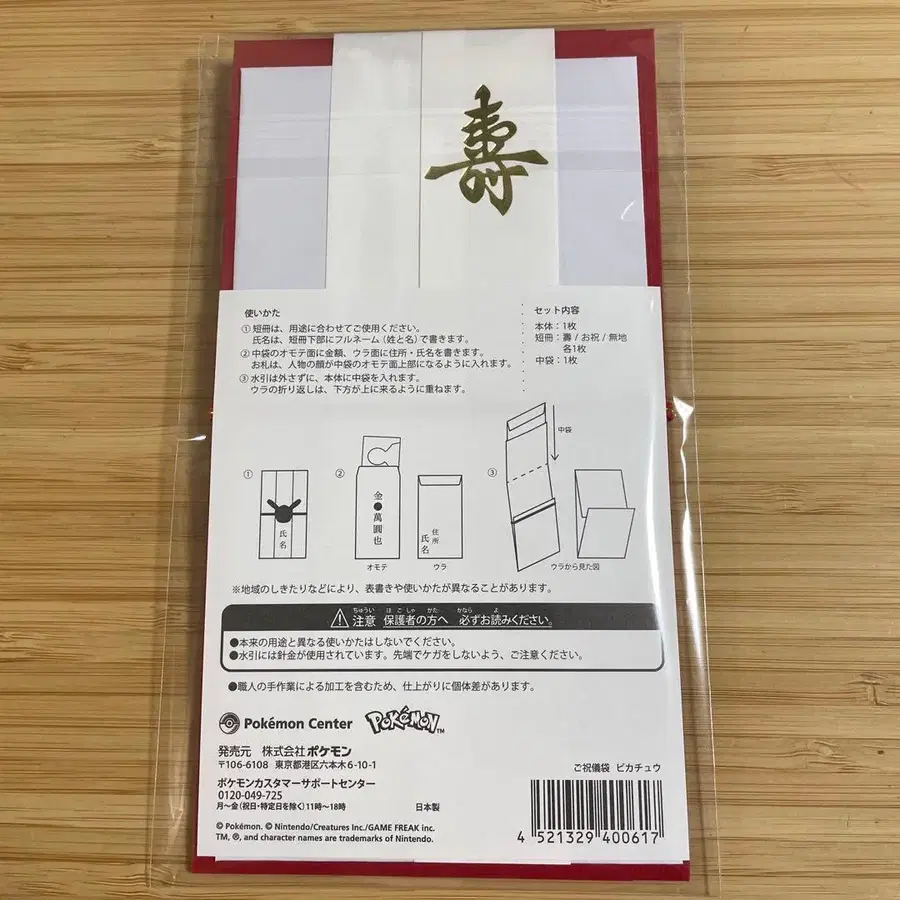 寿
使いかた
① 短冊は、用途に合わせてご使用ください。
氏名は、短冊下部にフルネーム（姓と名）で書きます。
② 中袋のオモテ面に金額、ウラ面に住所・氏名を書きます。
お札は、人物の顔が中袋のオモテ面上部になるように入れます。
③ 水引は外さずに、本体に中袋を入れます。
ウラの折り返しは、下方が上に来るように重ねます。
セット内容
本体：1枚
短冊：壽 / お祝 / 無地
各1枚
中袋：1枚
①
氏名
②
金●萬圓也
オモテ
住所
氏名
ウラ
③
中袋
ウラから見た図
※地域のしきたりなどにより、表書きや使いかたが異なることがあります。
ちゅうい ほごしゃ かた かなら よ
注意 保護者の方へ 必ずお読みください。
●本来の用途と異なる使いかたはしないでください。
●水引には針金が使用されています。先端でケガをしないよう、ご注意ください。
●職人の手作業による加工を含むため、仕上がりに個体差があります。
Pokémon Center POKéMON™
発売元 株式会社ポケモン
〒106-6108 東京都港区六本木6-10-1
ポケモンカスタマーサポートセンター
0120-049-725
月～金（祝日・特定日を除く）11時～18時
日本製
© Pokémon. © Nintendo/Creatures Inc./GAME FREAK inc.
TM, ®, and character names are trademarks of Nintendo.
ご祝儀袋 ピカチュウ
4 521329 400617